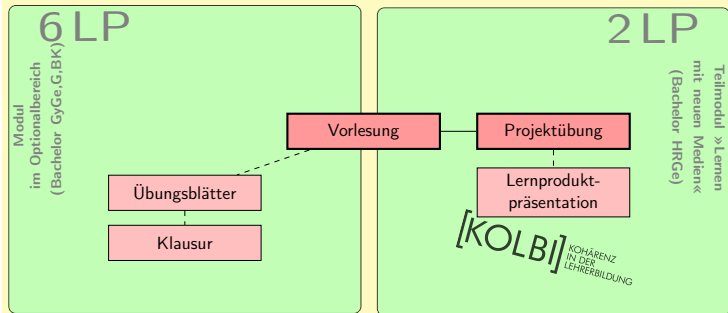 6 LP
Modul
im Optionalbereich
(Bachelor GyGe,G,BK)
Vorlesung
Übungsblätter
Klausur
2 LP
Teilmodul »Lernen
mit neuen Medien«
(Bachelor HRGe)
Projektübung
Lernprodukt-
präsentation
[KOLBI]
KOHÄRENZ
IN DER
LEHRERBILDUNG